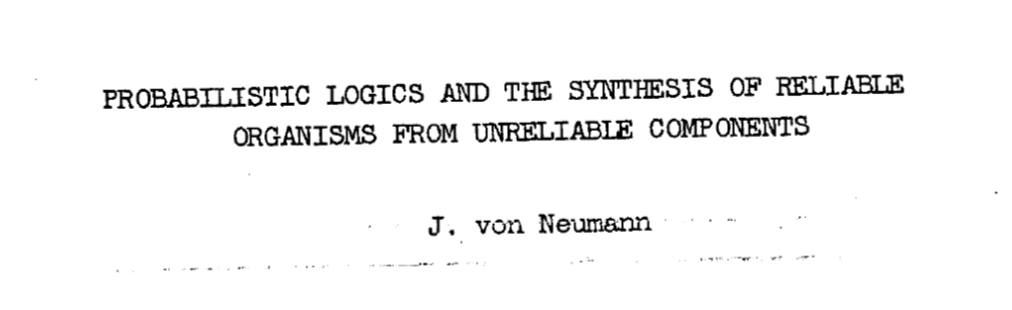 PROBABILISTIC LOGICS AND THE SYNTHESIS OF RELIABLE
ORGANISMS FROM UNRELIABLE COMPONENTS
J. von Neumann